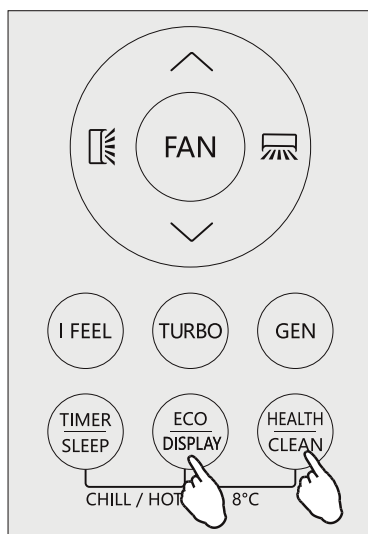 FAN
I FEEL TURBO GEN
TIMER ECO HEALTH
SLEEP DISPLAY CLEAN
CHILL / HOT 8°C